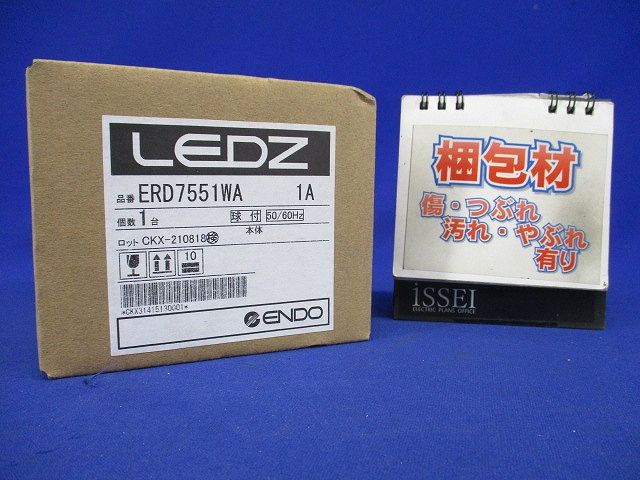 LEDZ
品番 ERD7551WA 1A
個数 1台 球付 50/60Hz
本体
ロット CKX-210818
10
*CKX31415130001*
ENDO
梱包材
傷・つぶれ
汚れ・やぶれ
有り
iSSEI
ELECTRIC PLANS OFFICE